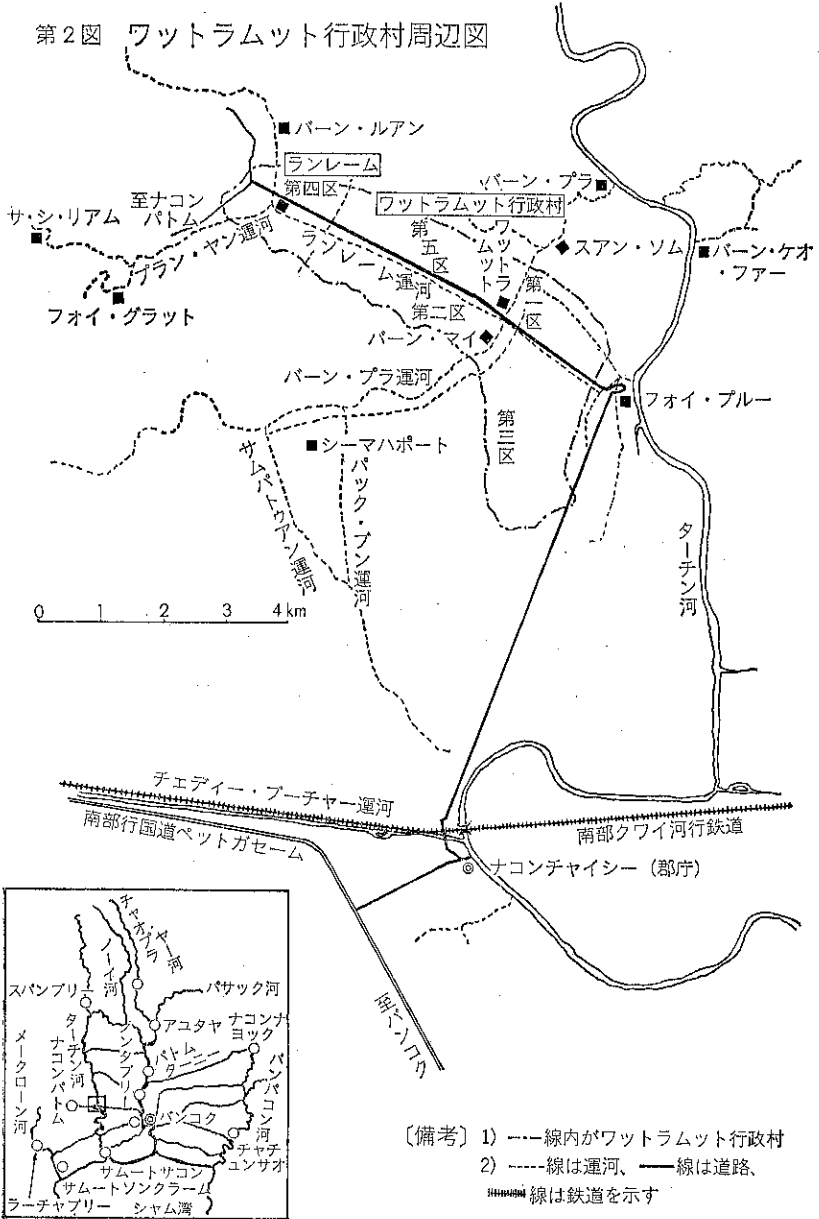 第2図 ワットラムット行政村周辺図
バーン・ルアン
ランレーム
第四区
至ナコンパトム
サ・シ・リアム
プラン・ヤン運河
フォイ・グラット
ランレーム運河
バーン・プラ
ワットラムット行政村
ワットラムット
第五区
スアン・ソム
バーン・ケオ・ファー
第一区
第二区
バーン・マイ
バーン・プラ運河
フォイ・プルー
第三区
シーマハポート
サムパトゥアン運河
パック・ブン運河
ターチン河
0 1 2 3 4km
チェディー・プーチャー運河
南部行国道ペットガセーム
南部クワイ河行鉄道
ナコンチャイシー(郡庁)
至バンコク
チャオプラヤー河
ノーイ河
スパンブリー
パサック河
アユタヤ
ナコンナヨック
ターチン河
ナコンパトム
ノンタブリー
パトムターニー
バンパコン河
メークローン河
バンコク
チャチュンサオ
サムートサコン
サムートソンクラーム
ラーチャブリー
シャム湾
〔備考〕 1) —・—線内がワットラムット行政村
2) -----線は運河、——線は道路、
線は鉄道を示す